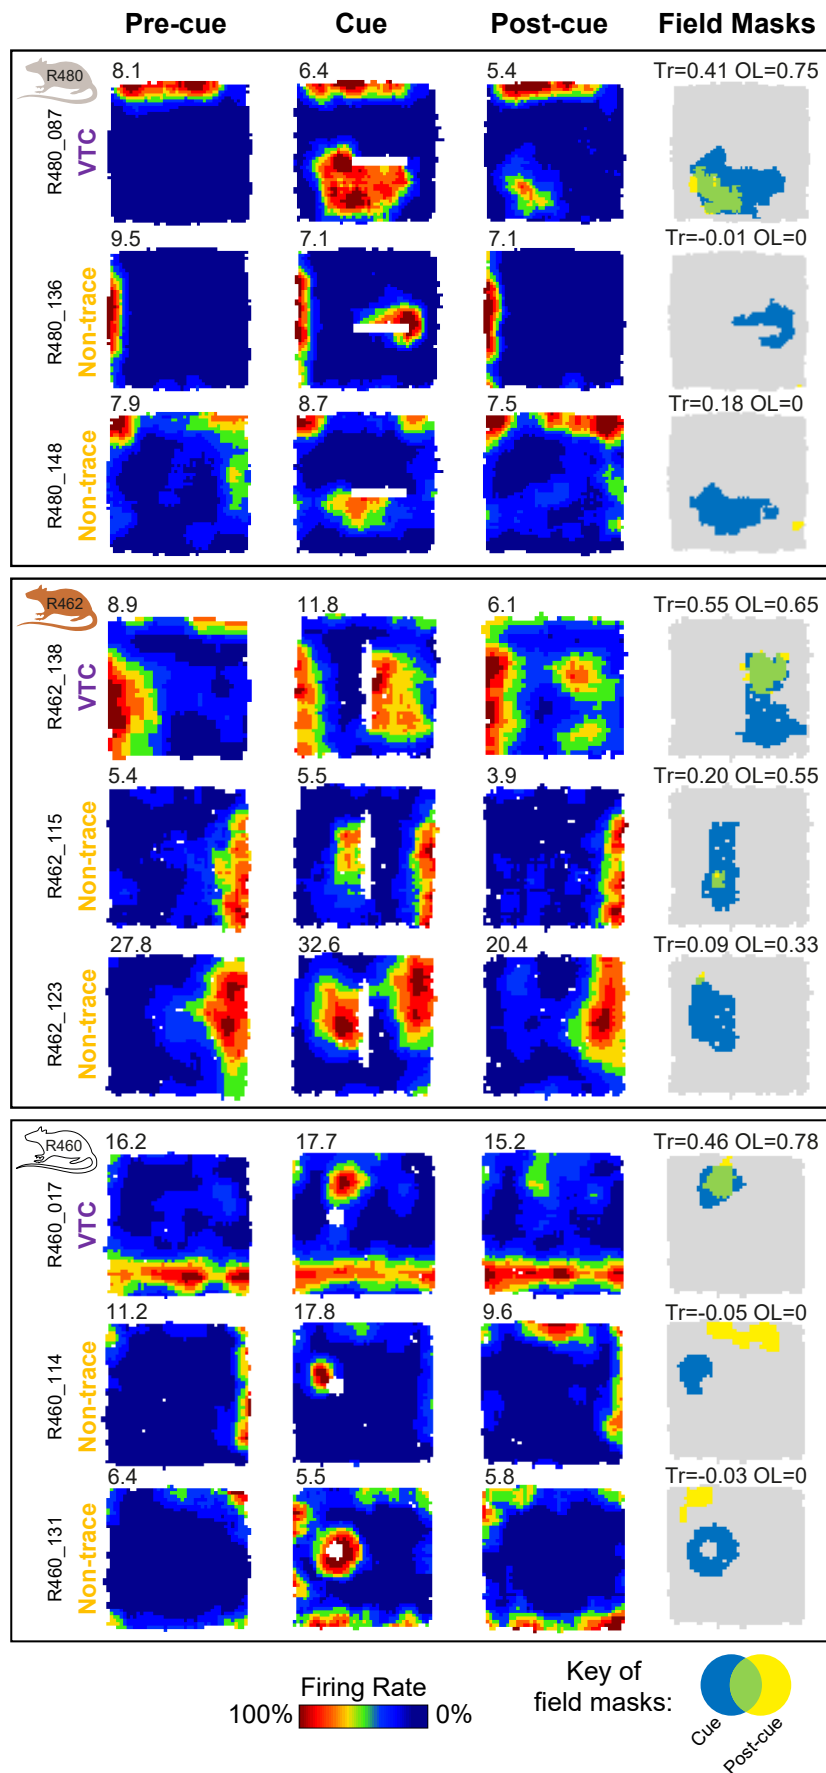 Pre-cue Cue Post-cue Field Masks
R480
8.1 6.4 5.4 Tr=0.41 OL=0.75
R480_087
VTC
9.5 7.1 7.1 Tr=-0.01 OL=0
R480_136
Non-trace
7.9 8.7 7.5 Tr=0.18 OL=0
R480_148
Non-trace
R462
8.9 11.8 6.1 Tr=0.55 OL=0.65
R462_138
VTC
5.4 5.5 3.9 Tr=0.20 OL=0.55
R462_115
Non-trace
27.8 32.6 20.4 Tr=0.09 OL=0.33
R462_123
Non-trace
R460
16.2 17.7 15.2 Tr=0.46 OL=0.78
R460_017
VTC
11.2 17.8 9.6 Tr=-0.05 OL=0
R460_114
Non-trace
6.4 5.5 5.8 Tr=-0.03 OL=0
R460_131
Non-trace
Firing Rate
100% 0%
Key of
field masks:
Cue
Post-cue